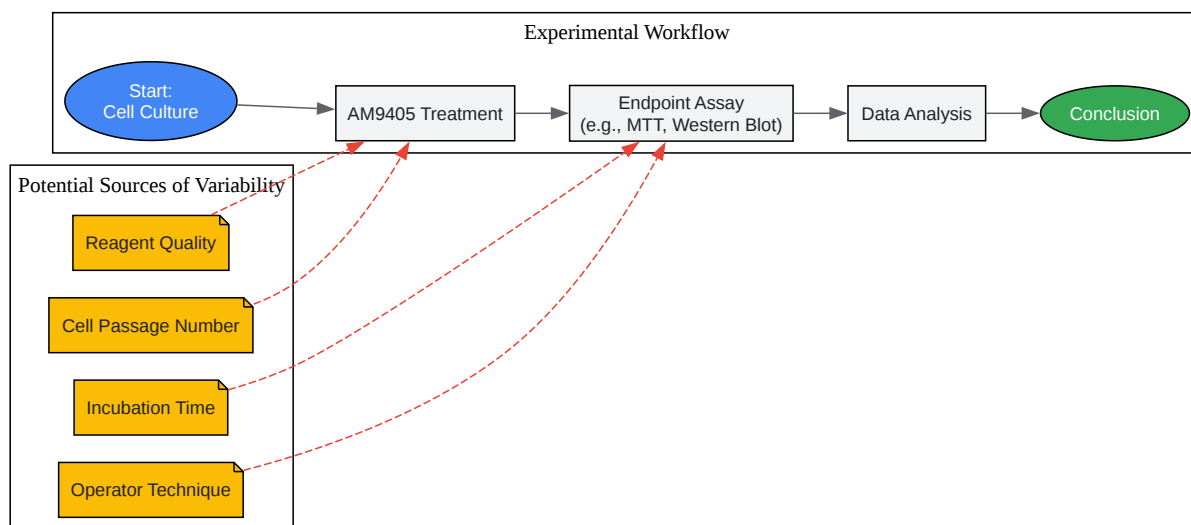 Experimental Workflow
Start:
Cell Culture
AM9405 Treatment
Endpoint Assay
(e.g., MTT, Western Blot)
Data Analysis
Conclusion
Potential Sources of Variability
Reagent Quality
Cell Passage Number
Incubation Time
Operator Technique